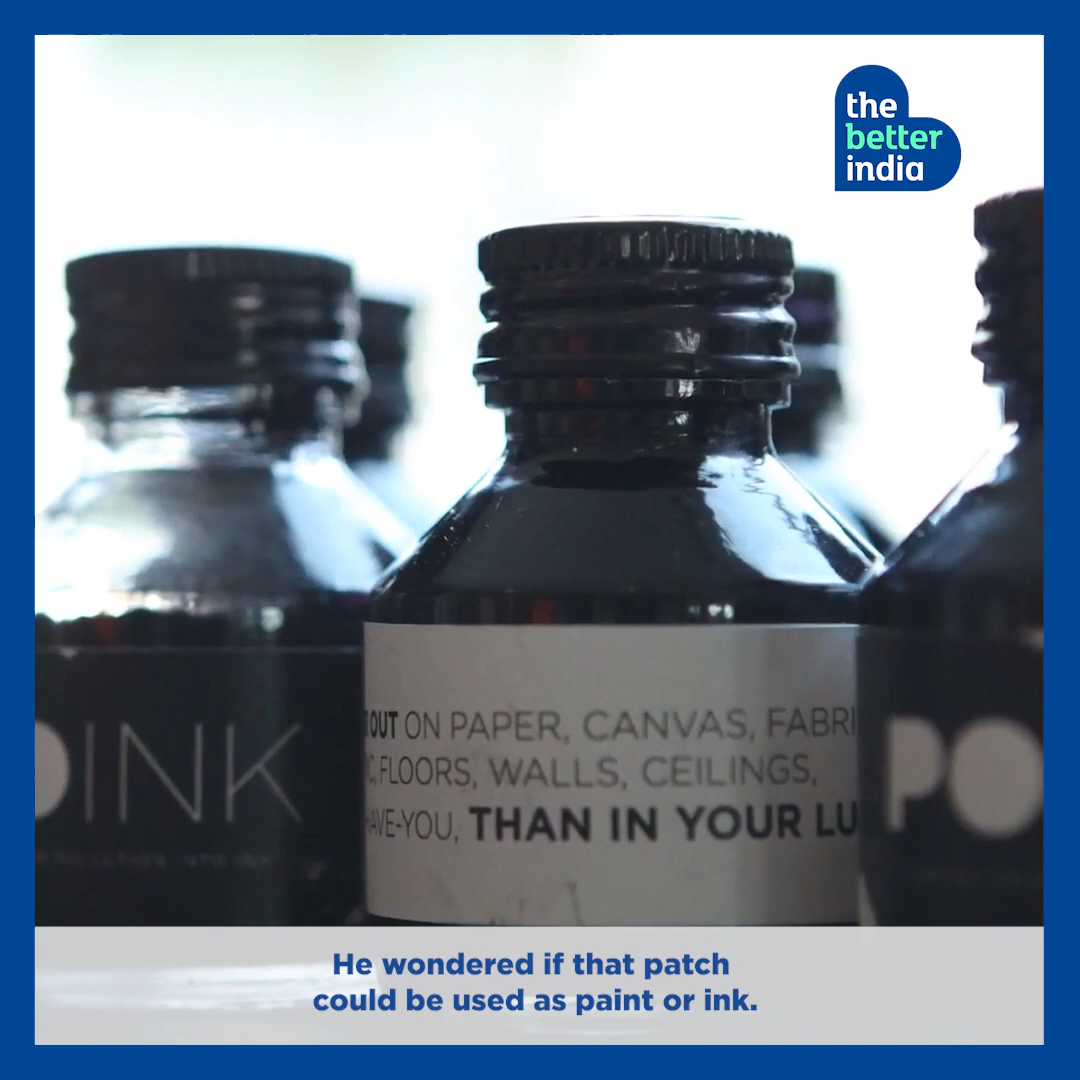 the
better
india
INK
OUT ON PAPER, CANVAS, FABRI
C, FLOORS, WALLS, CEILINGS,
AVE-YOU, THAN IN YOUR LU
PO
He wondered if that patch
could be used as paint or ink.